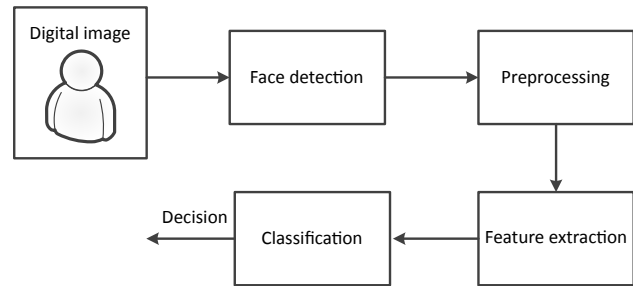 Digital image
Face detection
Preprocessing
Feature extraction
Classification
Decision